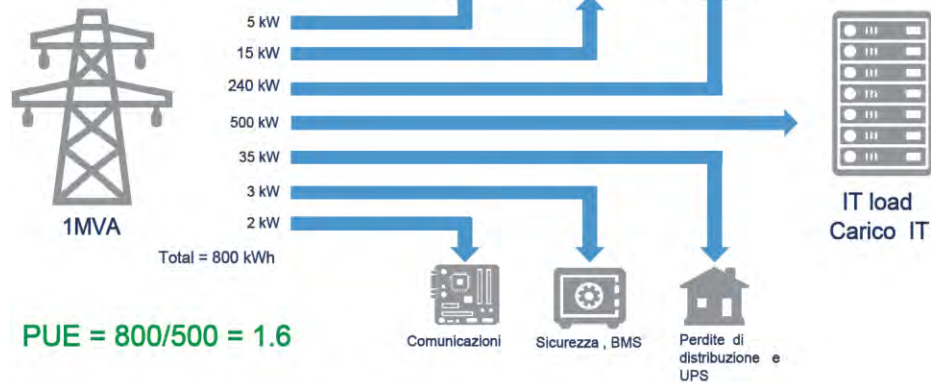 5 kW
15 kW
240 kW
500 kW
35 kW
3 kW
2 kW
1MVA
Total = 800 kWh
IT load
Carico IT
PUE = 800/500 = 1.6
Comunicazioni
Sicurezza , BMS
Perdite di
distribuzione e
UPS